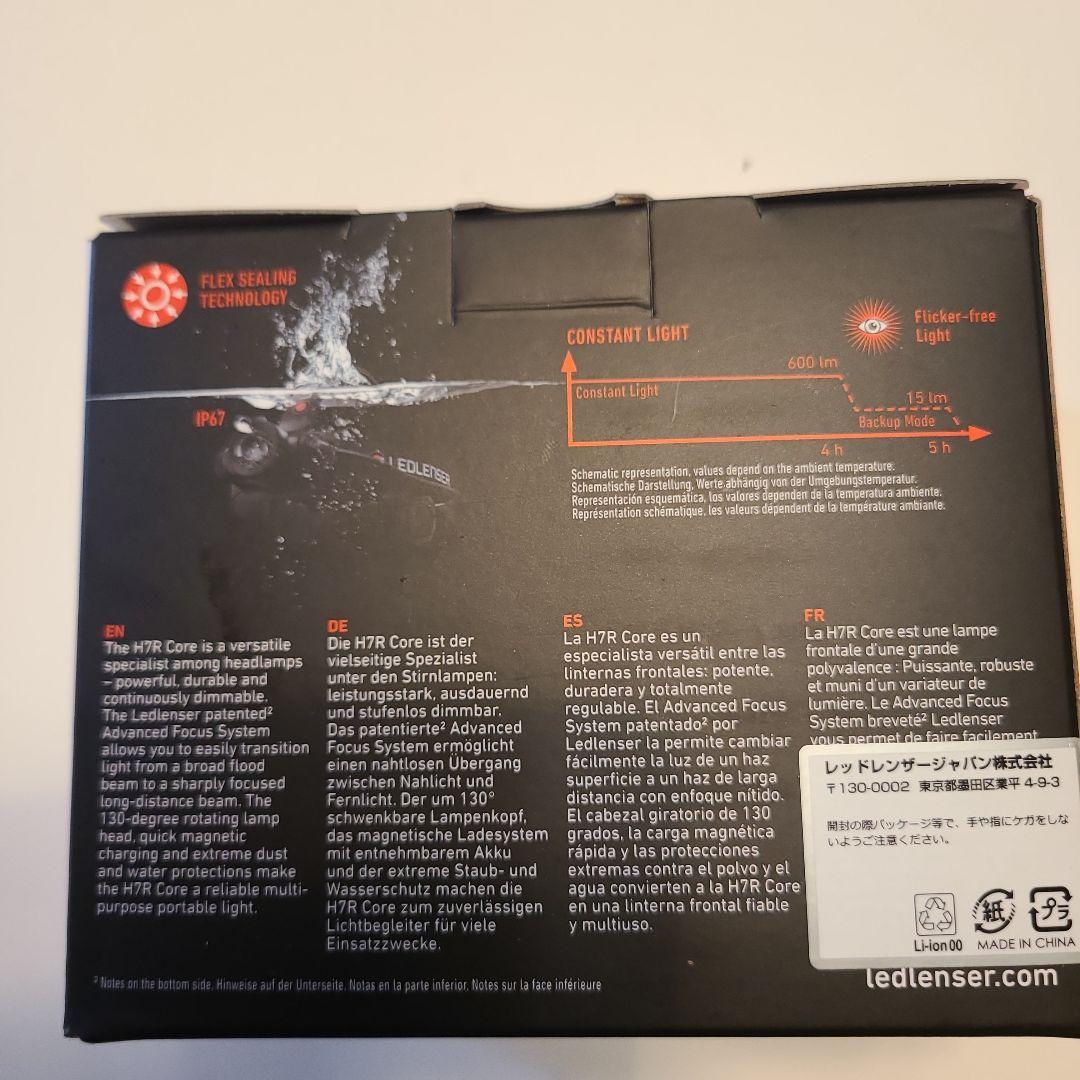 FLEX SEALING
TECHNOLOGY
IP67
LEDLENSER
CONSTANT LIGHT
Flicker-free
Light
600 lm
Constant Light
15 lm
Backup Mode
4 h
5 h
Schematic representation, values depend on the ambient temperature.
Schematische Darstellung, Werte abhängig von der Umgebungstemperatur.
Representación esquemática, los valores dependen de la temperatura ambiente.
Représentation schématique, les valeurs dépendent de la température ambiante.
EN
The H7R Core is a versatile
specialist among headlamps
– powerful, durable and
continuously dimmable.
The Ledlenser patented²
Advanced Focus System
allows you to easily transition
light from a broad flood
beam to a sharply focused
long-distance beam. The
130-degree rotating lamp
head, quick magnetic
charging and extreme dust
and water protections make
the H7R Core a reliable multi-
purpose portable light.
DE
Die H7R Core ist der
vielseitige Spezialist
unter den Stirnlampen:
leistungsstark, ausdauernd
und stufenlos dimmbar.
Das patentierte² Advanced
Focus System ermöglicht
einen nahtlosen Übergang
zwischen Nahlicht und
Fernlicht. Der um 130°
schwenkbare Lampenkopf,
das magnetische Ladesystem
mit entnehmbarem Akku
und der extreme Staub- und
Wasserschutz machen die
H7R Core zum zuverlässigen
Lichtbegleiter für viele
Einsatzzwecke.
ES
La H7R Core es un
especialista versátil entre las
linternas frontales: potente,
duradera y totalmente
regulable. El Advanced Focus
System patentado² por
Ledlenser la permite cambiar
fácilmente la luz de un haz
superficie a un haz de larga
distancia con enfoque nítido.
El cabezal giratorio de 130
grados, la carga magnética
rápida y las protecciones
extremas contra el polvo y el
agua convierten a la H7R Core
en una linterna frontal fiable
y multiuso.
FR
La H7R Core est une lampe
frontale d'une grande
polyvalence : Puissante, robuste
et muni d'un variateur de
lumière. Le Advanced Focus
System breveté² Ledlenser
vous permet de faire facilement
レッドレンザージャパン株式会社
〒130-0002 東京都墨田区業平 4-9-3
開封の際パッケージ等で、手や指にケガをしな
いようご注意ください。
紙
プラ
Li-ion 00
MADE IN CHINA
² Notes on the bottom side. Hinweise auf der Unterseite. Notas en la parte inferior. Notes sur la face inférieure
ledlenser.com